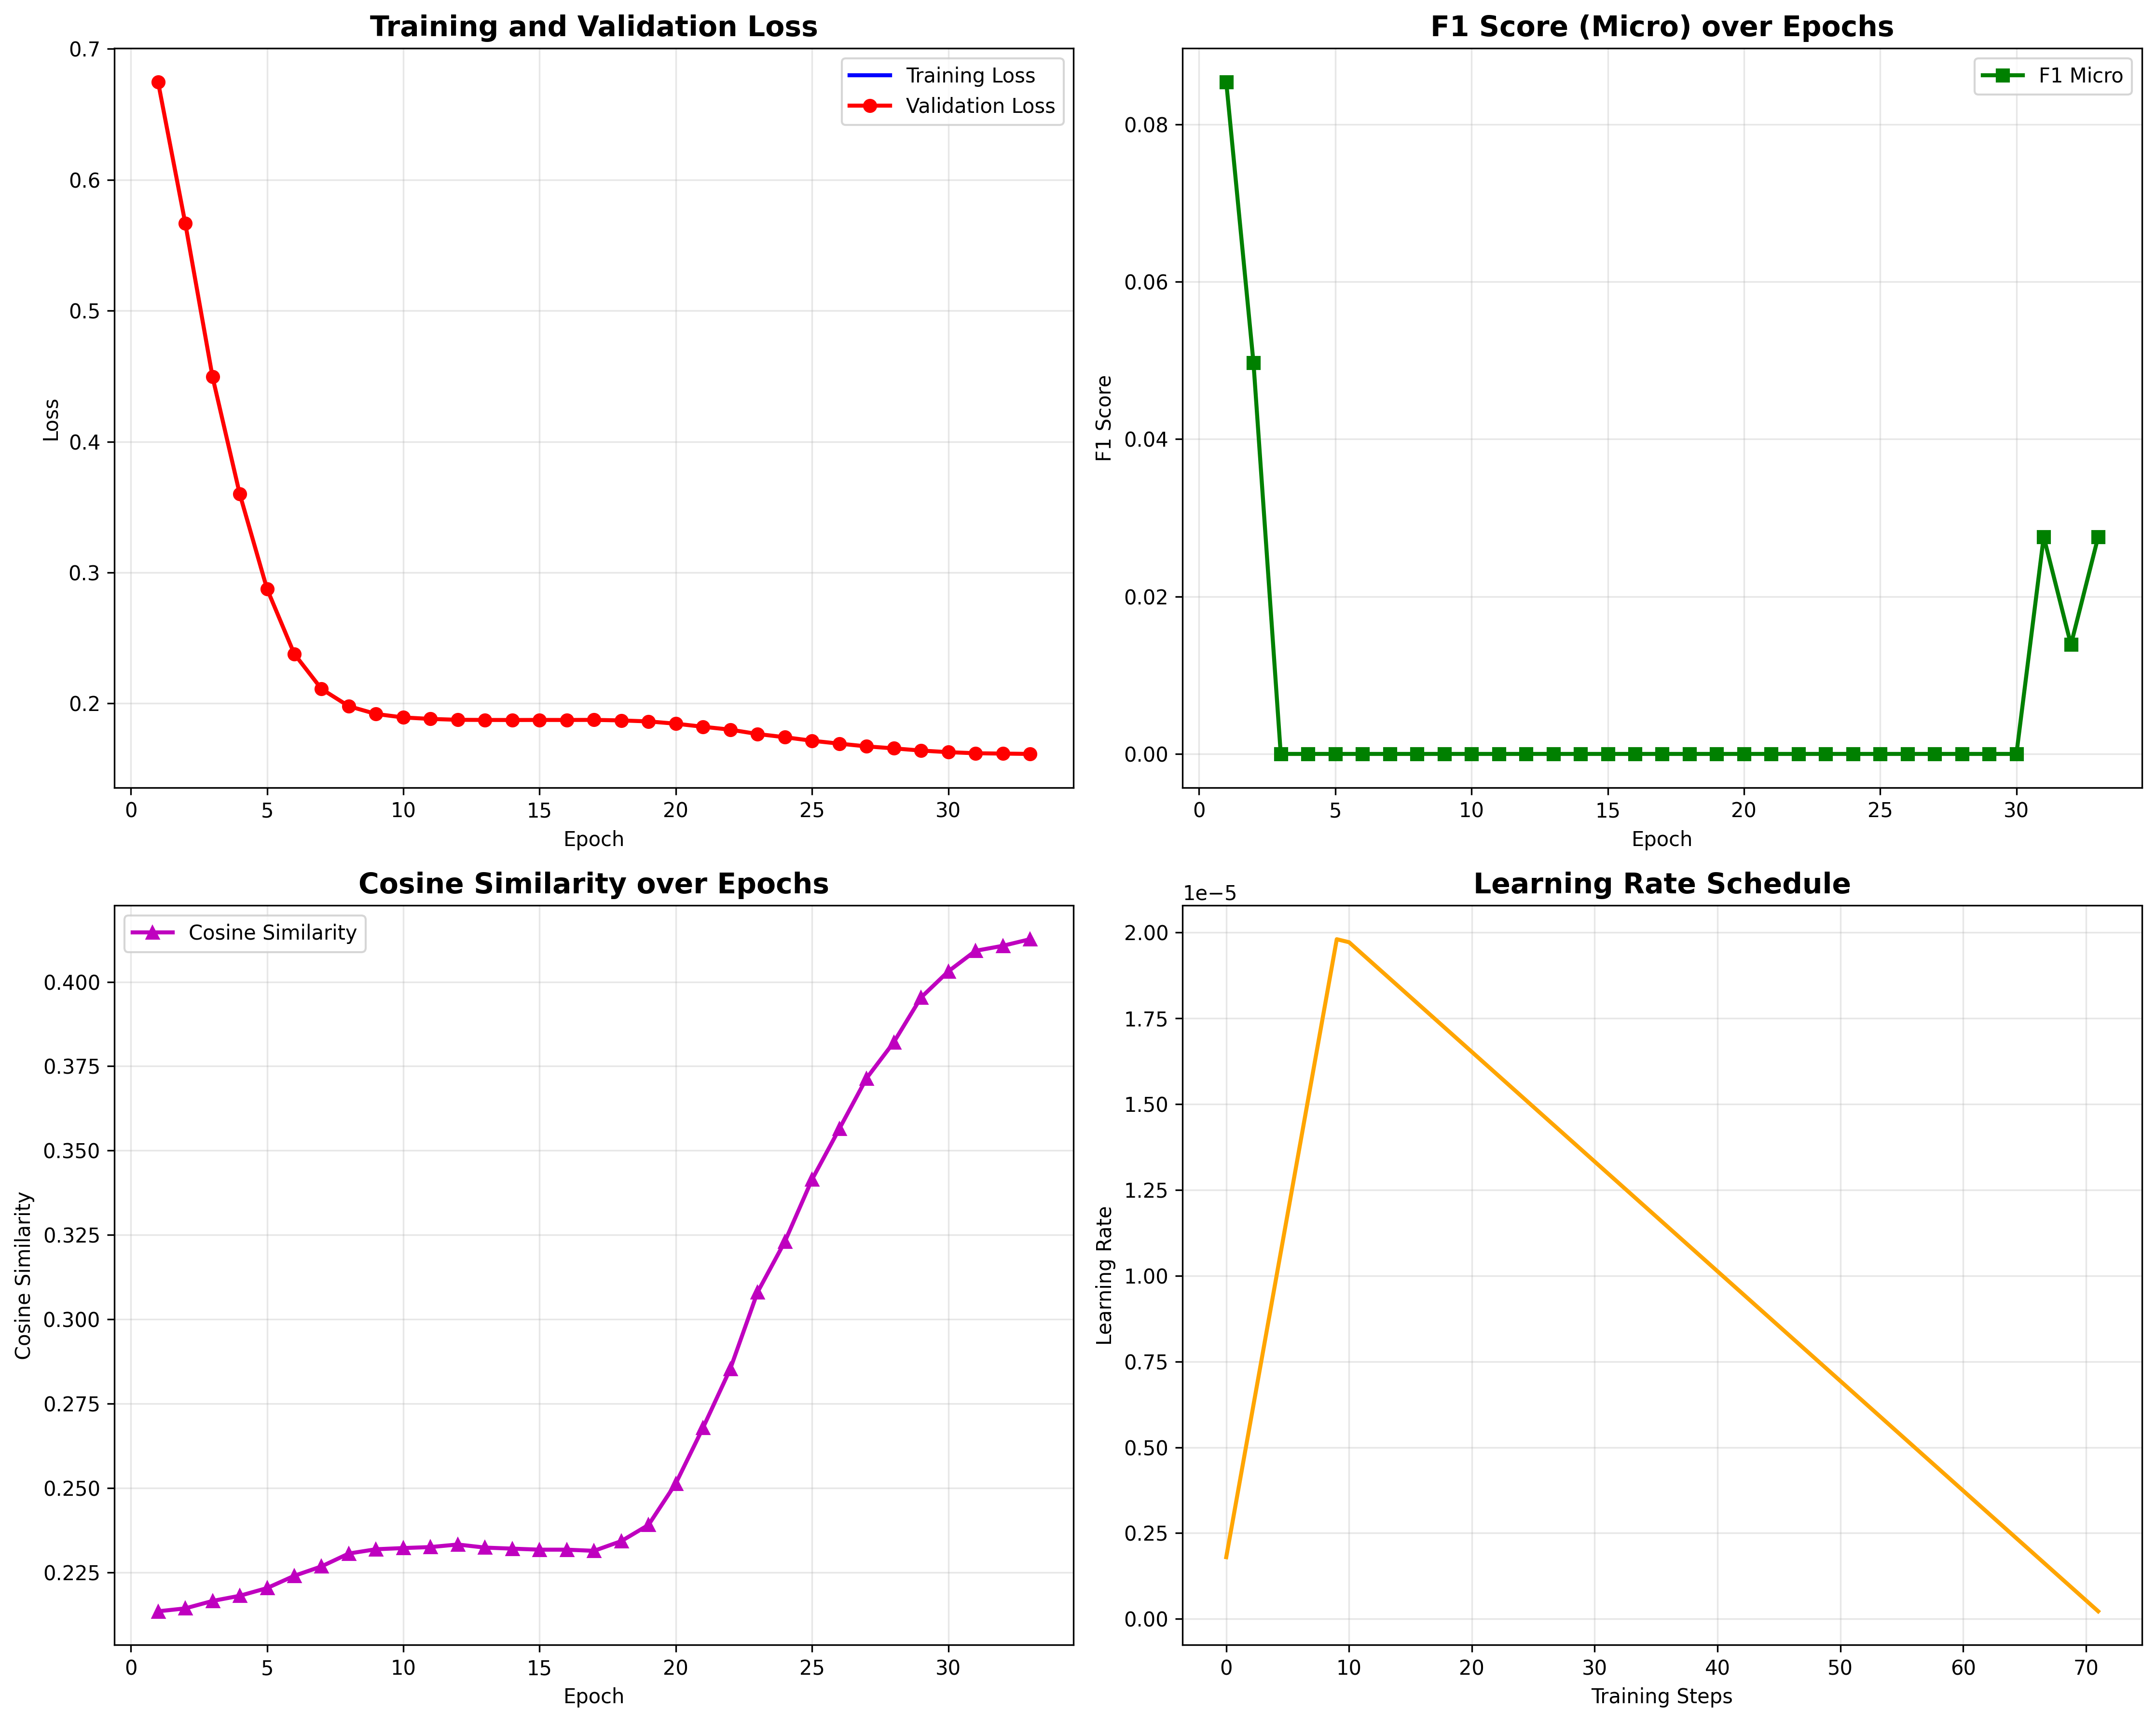 Training and Validation Loss
Training Loss
Validation Loss
0.7
0.6
0.5
0.4
0.3
0.2
Loss
0 5 10 15 20 25 30
Epoch
F1 Score (Micro) over Epochs
F1 Micro
0.08
0.06
0.04
0.02
0.00
F1 Score
0 5 10 15 20 25 30
Epoch
Cosine Similarity over Epochs
Cosine Similarity
0.400
0.375
0.350
0.325
0.300
0.275
0.250
0.225
Cosine Similarity
0 5 10 15 20 25 30
Epoch
Learning Rate Schedule
1e−5
2.00
1.75
1.50
1.25
1.00
0.75
0.50
0.25
0.00
Learning Rate
0 10 20 30 40 50 60 70
Training Steps